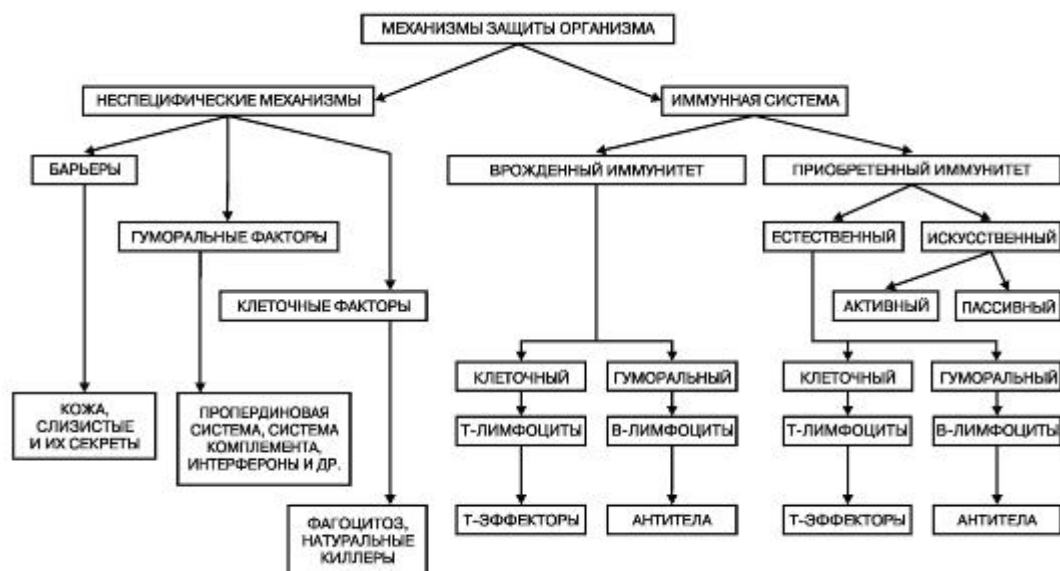 МЕХАНИЗМЫ ЗАЩИТЫ ОРГАНИЗМА
НЕСПЕЦИФИЧЕСКИЕ МЕХАНИЗМЫ
ИММУННАЯ СИСТЕМА
БАРЬЕРЫ
ВРОЖДЕННЫЙ ИММУНИТЕТ
ПРИОБРЕТЕННЫЙ ИММУНИТЕТ
ГУМОРАЛЬНЫЕ ФАКТОРЫ
ЕСТЕСТВЕННЫЙ
ИСКУССТВЕННЫЙ
КЛЕТОЧНЫЕ ФАКТОРЫ
АКТИВНЫЙ
ПАССИВНЫЙ
КЛЕТОЧНЫЙ
ГУМОРАЛЬНЫЙ
КЛЕТОЧНЫЙ
ГУМОРАЛЬНЫЙ
КОЖА,
СЛИЗИСТЫЕ
И ИХ СЕКРЕТЫ
ПРОПЕРДИНОВАЯ
СИСТЕМА, СИСТЕМА
КОМПЛЕМЕНТА,
ИНТЕРФЕРОНЫ И ДР.
Т-ЛИМФОЦИТЫ
В-ЛИМФОЦИТЫ
Т-ЛИМФОЦИТЫ
В-ЛИМФОЦИТЫ
ФАГОЦИТОЗ,
НАТУРАЛЬНЫЕ
КИЛЛЕРЫ
Т-ЭФФЕКТОРЫ
АНТИТЕЛА
Т-ЭФФЕКТОРЫ
АНТИТЕЛА